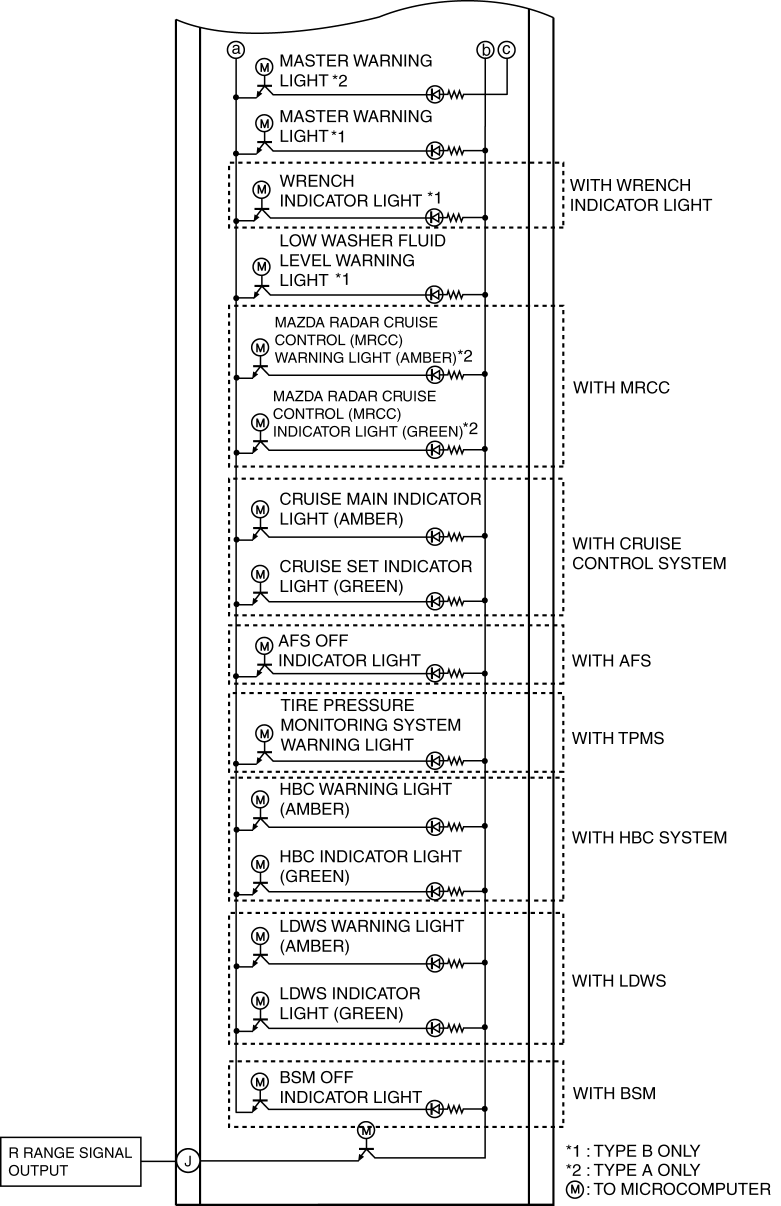 a
b
c
M
MASTER WARNING
LIGHT *2
M
MASTER WARNING
LIGHT *1
M
WRENCH
INDICATOR LIGHT *1
WITH WRENCH
INDICATOR LIGHT
M
LOW WASHER FLUID
LEVEL WARNING
LIGHT *1
M
MAZDA RADAR CRUISE
CONTROL (MRCC)
WARNING LIGHT (AMBER)*2
M
MAZDA RADAR CRUISE
CONTROL (MRCC)
INDICATOR LIGHT (GREEN)*2
WITH MRCC
M
CRUISE MAIN INDICATOR
LIGHT (AMBER)
M
CRUISE SET INDICATOR
LIGHT (GREEN)
WITH CRUISE
CONTROL SYSTEM
M
AFS OFF
INDICATOR LIGHT
WITH AFS
M
TIRE PRESSURE
MONITORING SYSTEM
WARNING LIGHT
WITH TPMS
M
HBC WARNING LIGHT
(AMBER)
M
HBC INDICATOR LIGHT
(GREEN)
WITH HBC SYSTEM
M
LDWS WARNING LIGHT
(AMBER)
M
LDWS INDICATOR
LIGHT (GREEN)
WITH LDWS
M
BSM OFF
INDICATOR LIGHT
WITH BSM
M
R RANGE SIGNAL
OUTPUT
J
*1 : TYPE B ONLY
*2 : TYPE A ONLY
M : TO MICROCOMPUTER